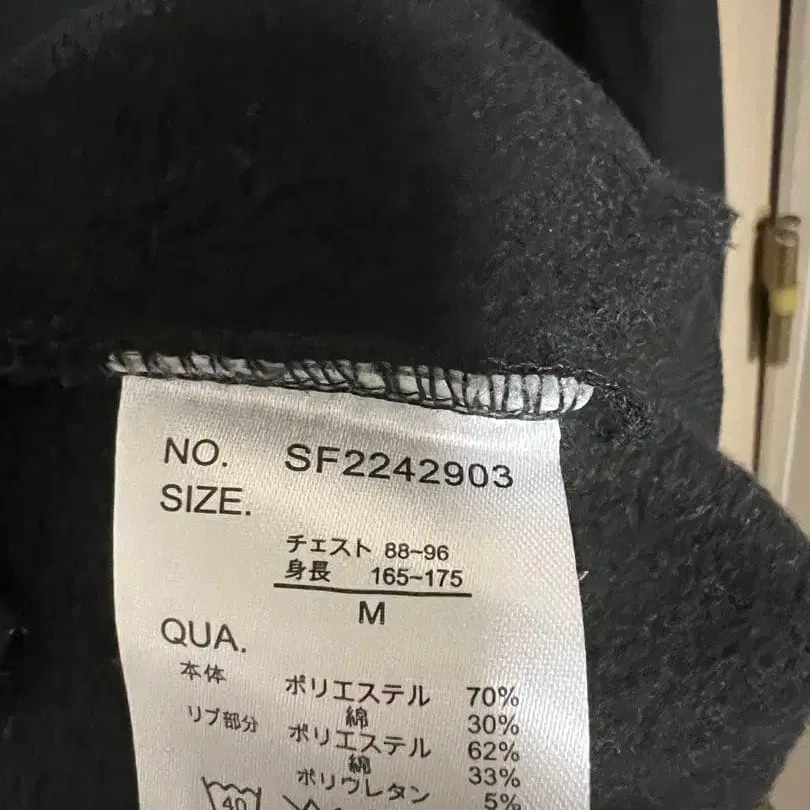 NO. SF2242903
SIZE.
チェスト 88~96
身長 165~175
M
QUA.
本体 ポリエステル 70%
綿 30%
リブ部分 ポリエステル 62%
綿 33%
ポリウレタン 5%
40